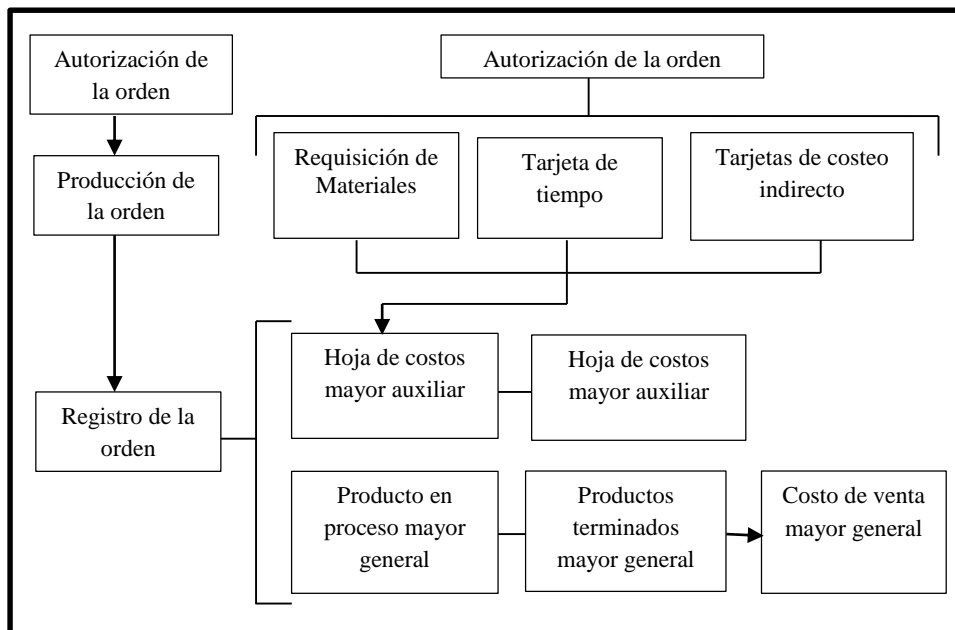 Autorización de
la orden
Autorización de la orden
Requisición de
Materiales
Tarjeta de
tiempo
Tarjetas de costeo
indirecto
Producción de
la orden
Hoja de costos
mayor auxiliar
Hoja de costos
mayor auxiliar
Registro de la
orden
Producto en
proceso mayor
general
Productos
terminados
mayor general
Costo de venta
mayor general